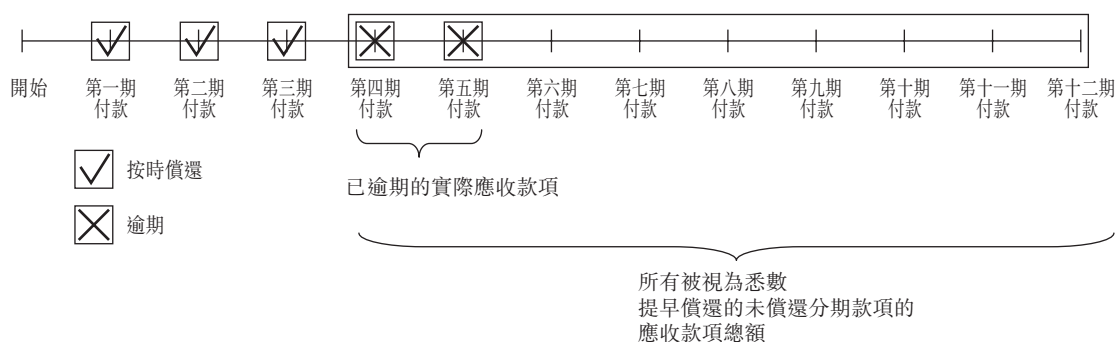 開始
第一期
付款
第二期
付款
第三期
付款
第四期
付款
第五期
付款
第六期
付款
第七期
付款
第八期
付款
第九期
付款
第十期
付款
第十一期
付款
第十二期
付款
按時償還
逾期
已逾期的實際應收款項
所有被視為悉數
提早償還的未償還分期款項的
應收款項總額